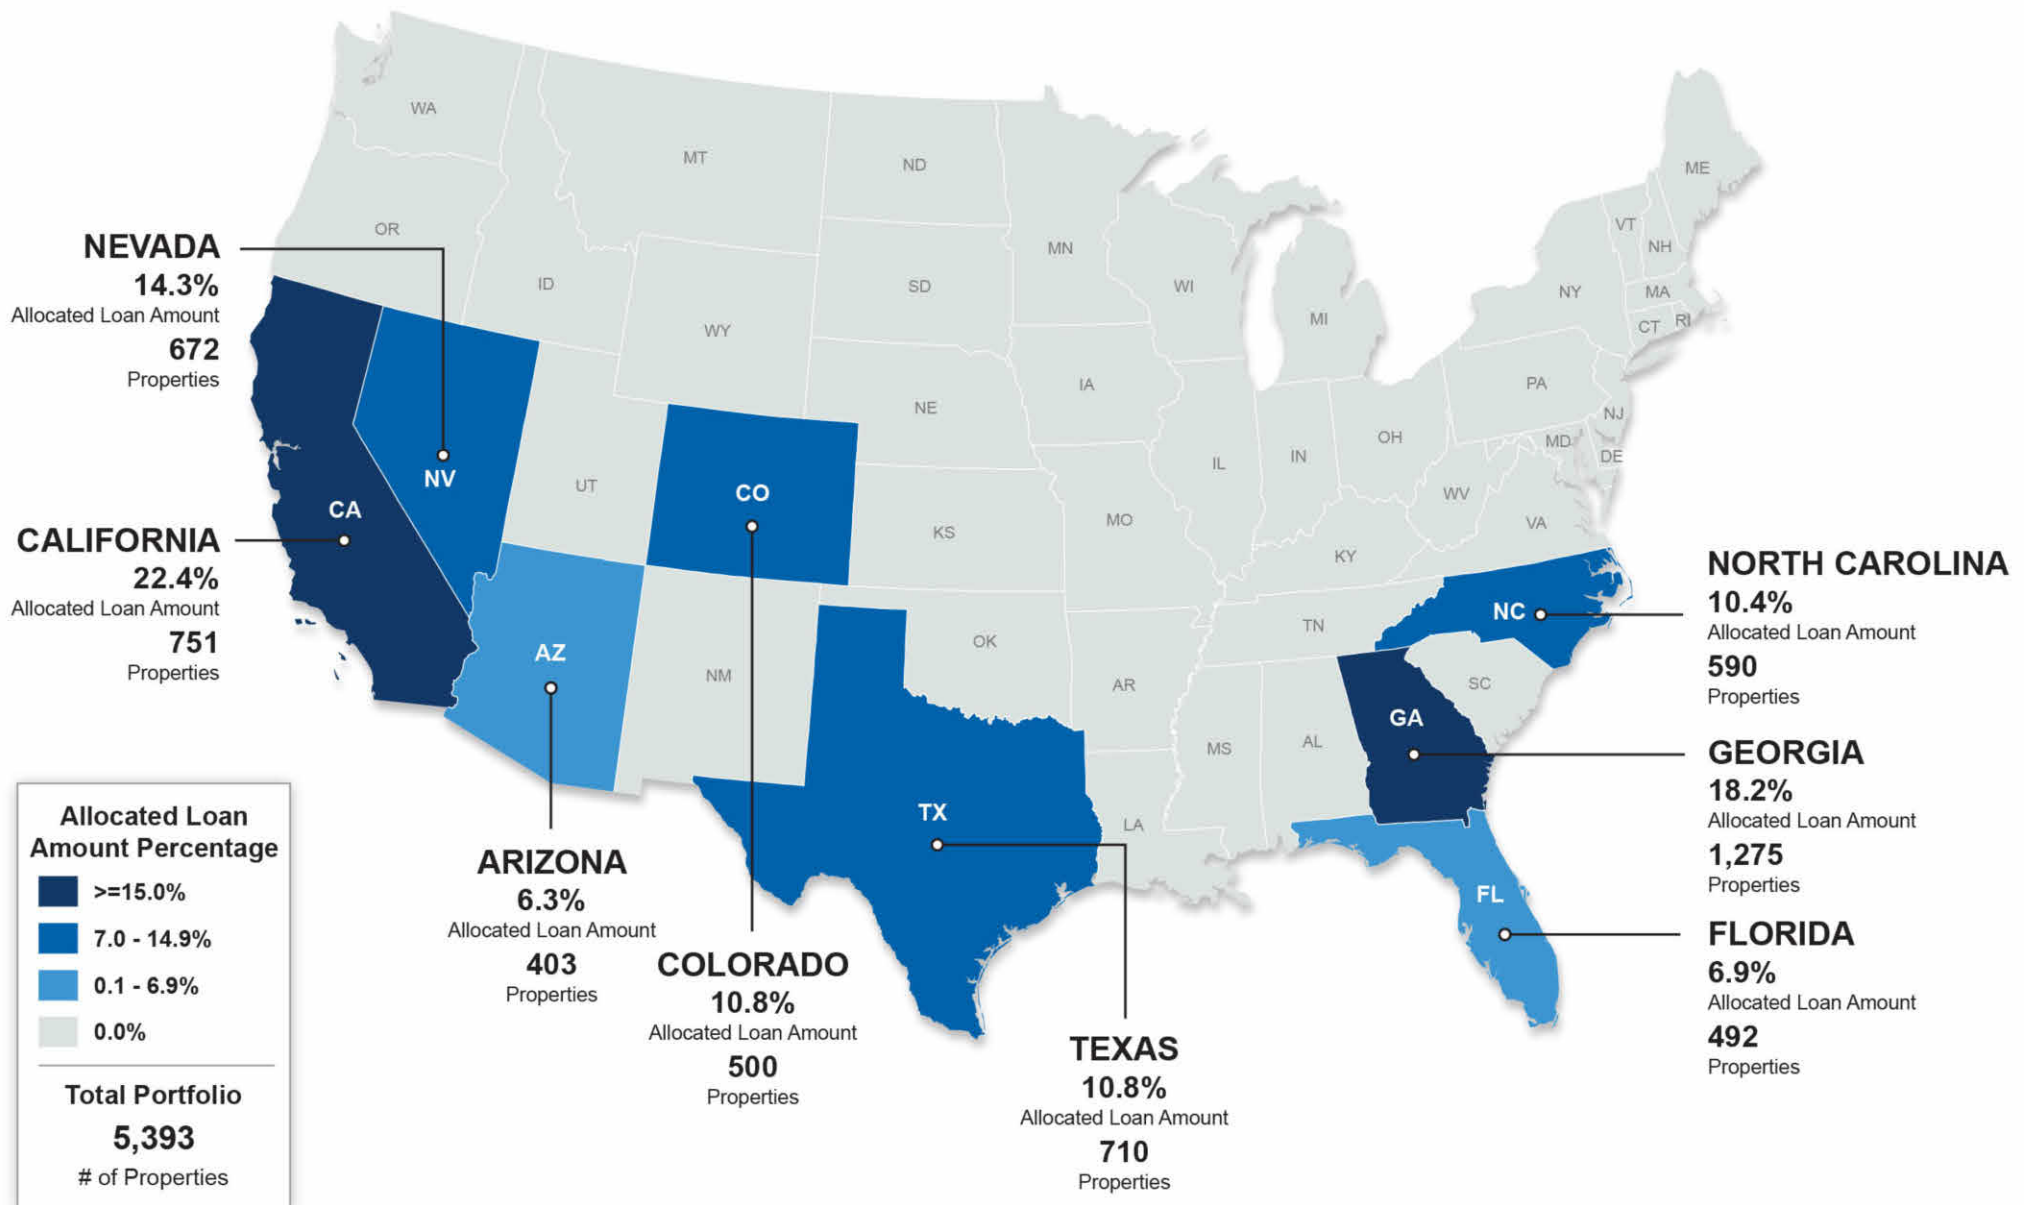 WA
MT
ND
MN
WI
MI
ME
VT
NH
NY
MA
CT
RI
OR
ID
WY
SD
IA
NE
PA
NJ
OH
IN
IL
MD
DE
WV
VA
UT
KS
MO
KY
NM
OK
AR
TN
SC
MS
AL
LA
NV
CA
CO
AZ
TX
NC
GA
FL
NEVADA
14.3%
Allocated Loan Amount
672
Properties
CALIFORNIA
22.4%
Allocated Loan Amount
751
Properties
ARIZONA
6.3%
Allocated Loan Amount
403
Properties
COLORADO
10.8%
Allocated Loan Amount
500
Properties
TEXAS
10.8%
Allocated Loan Amount
710
Properties
NORTH CAROLINA
10.4%
Allocated Loan Amount
590
Properties
GEORGIA
18.2%
Allocated Loan Amount
1,275
Properties
FLORIDA
6.9%
Allocated Loan Amount
492
Properties
Allocated Loan
Amount Percentage
>=15.0%
7.0 - 14.9%
0.1 - 6.9%
0.0%
Total Portfolio
5,393
# of Properties